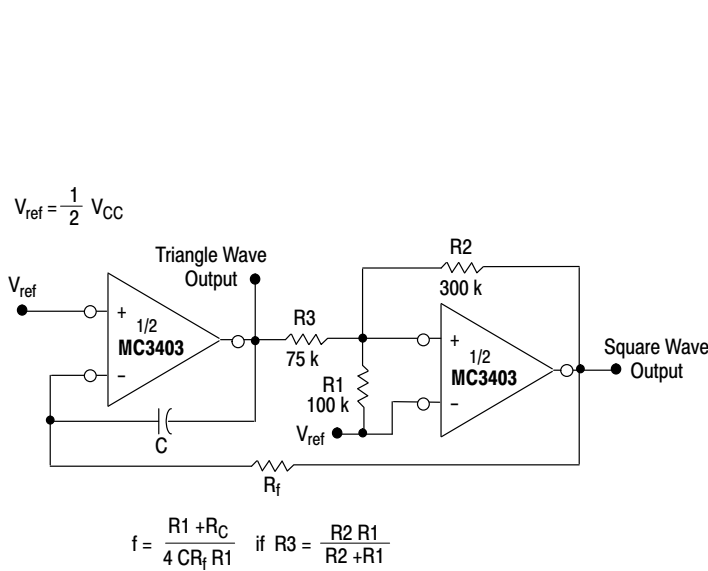 V_ref = 1/2 V_CC
Triangle Wave
Output
V_ref
+
1/2
MC3403
−
C
R3
75 k
R1
100 k
V_ref
R2
300 k
+
1/2
MC3403
−
Square Wave
Output
R_f
f = (R1 + R_C)/(4 CR_f R1) if R3 = (R2 R1)/(R2 + R1)